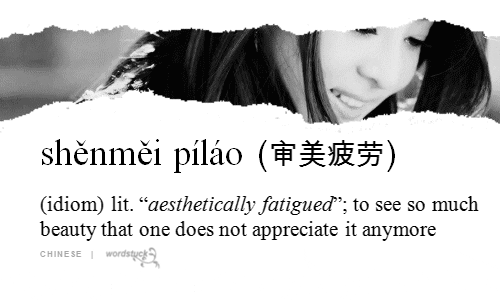 shěnměi píláo (审美疲劳)
(idiom) lit. “aesthetically fatigued”; to see so much
beauty that one does not appreciate it anymore
CHINESE | wordstuck